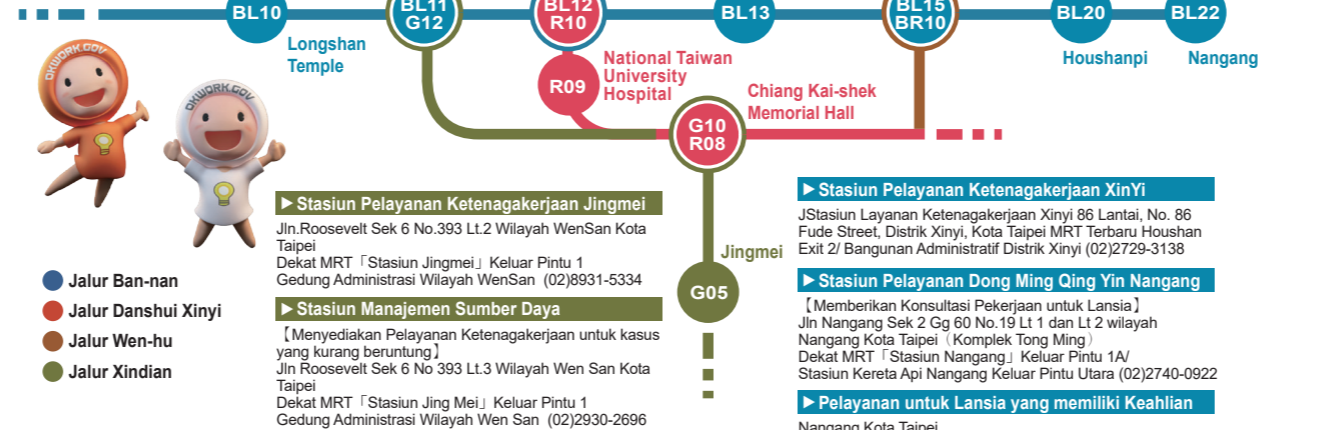 BL10
BL11
G12
BL12
R10
BL13
BL15
BR10
BL20
BL22
Longshan
Temple
Houshanpi
Nangang
R09
National Taiwan
University
Hospital
G10
R08
Chiang Kai-shek
Memorial Hall
Jingmei
G05
OKWORK.GOV
OKWORK.GOV
Jalur Ban-nan
Jalur Danshui Xinyi
Jalur Wen-hu
Jalur Xindian
▶Stasiun Pelayanan Ketenagakerjaan Jingmei
Jln.Roosevelt Sek 6 No.393 Lt.2 Wilayah WenSan Kota
Taipei
Dekat MRT「Stasiun Jingmei」Keluar Pintu 1
Gedung Administrasi Wilayah WenSan (02)8931-5334
▶Stasiun Manajemen Sumber Daya
【Menyediakan Pelayanan Ketenagakerjaan untuk kasus
yang kurang beruntung】
Jln Roosevelt Sek 6 No 393 Lt.3 Wilayah Wen San Kota
Taipei
Dekat MRT「Stasiun Jing Mei」Keluar Pintu 1
Gedung Administrasi Wilayah Wen San (02)2930-2696
▶Stasiun Pelayanan Ketenagakerjaan XinYi
JStasiun Layanan Ketenagakerjaan Xinyi 86 Lantai, No. 86
Fude Street, Distrik Xinyi, Kota Taipei MRT Terbaru Houshan
Exit 2/ Bangunan Administratif Distrik Xinyi (02)2729-3138
▶Stasiun Pelayanan Dong Ming Qing Yin Nangang
【Memberikan Konsultasi Pekerjaan untuk Lansia】
Jln Nangang Sek 2 Gg 60 No.19 Lt 1 dan Lt 2 wilayah
Nangang Kota Taipei（Komplek Tong Ming）
Dekat MRT「Stasiun Nangang」Keluar Pintu 1A/
Stasiun Kereta Api Nangang Keluar Pintu Utara (02)2740-0922
▶Pelayanan untuk Lansia yang memiliki Keahlian
Nangang Kota Taipei